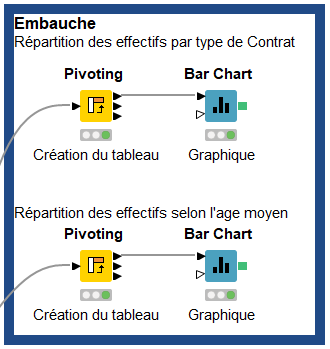 Embauche
Répartition des effectifs par type de Contrat
Pivoting Bar Chart
Création du tableau Graphique
Répartition des effectifs selon l'age moyen
Pivoting Bar Chart
Création du tableau Graphique